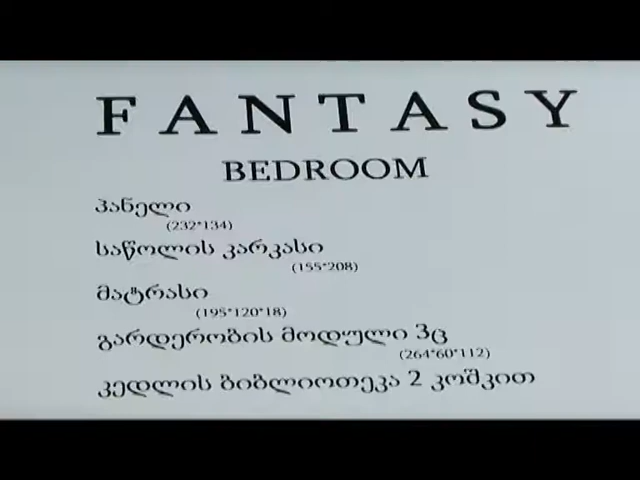 FANTASY
BEDROOM
პანელი
(232*134)
საწოლის კარკასი
(155*208)
მატრასი
(195*120*18)
გარდერობის მოდული 3ც
(264*60*112)
კედლის ბიბლიოთეკა 2 კოშკით